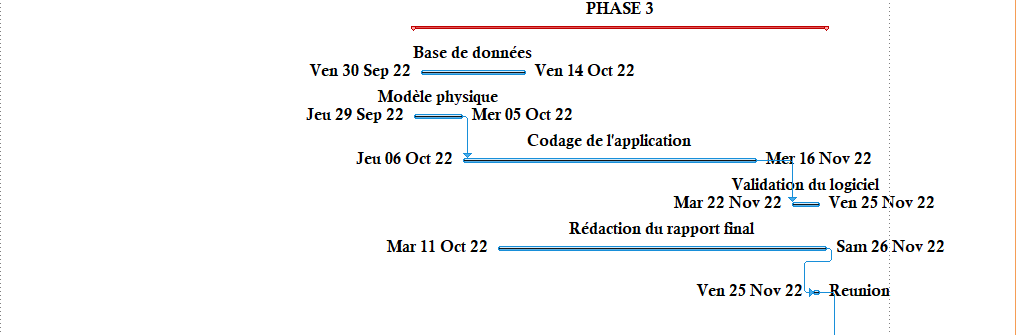 PHASE 3
Base de données
Ven 30 Sep 22 Ven 14 Oct 22
Modèle physique
Jeu 29 Sep 22 Mer 05 Oct 22
Codage de l'application
Jeu 06 Oct 22 Mer 16 Nov 22
Validation du logiciel
Mar 22 Nov 22 Ven 25 Nov 22
Rédaction du rapport final
Mar 11 Oct 22 Sam 26 Nov 22
Ven 25 Nov 22 Reunion